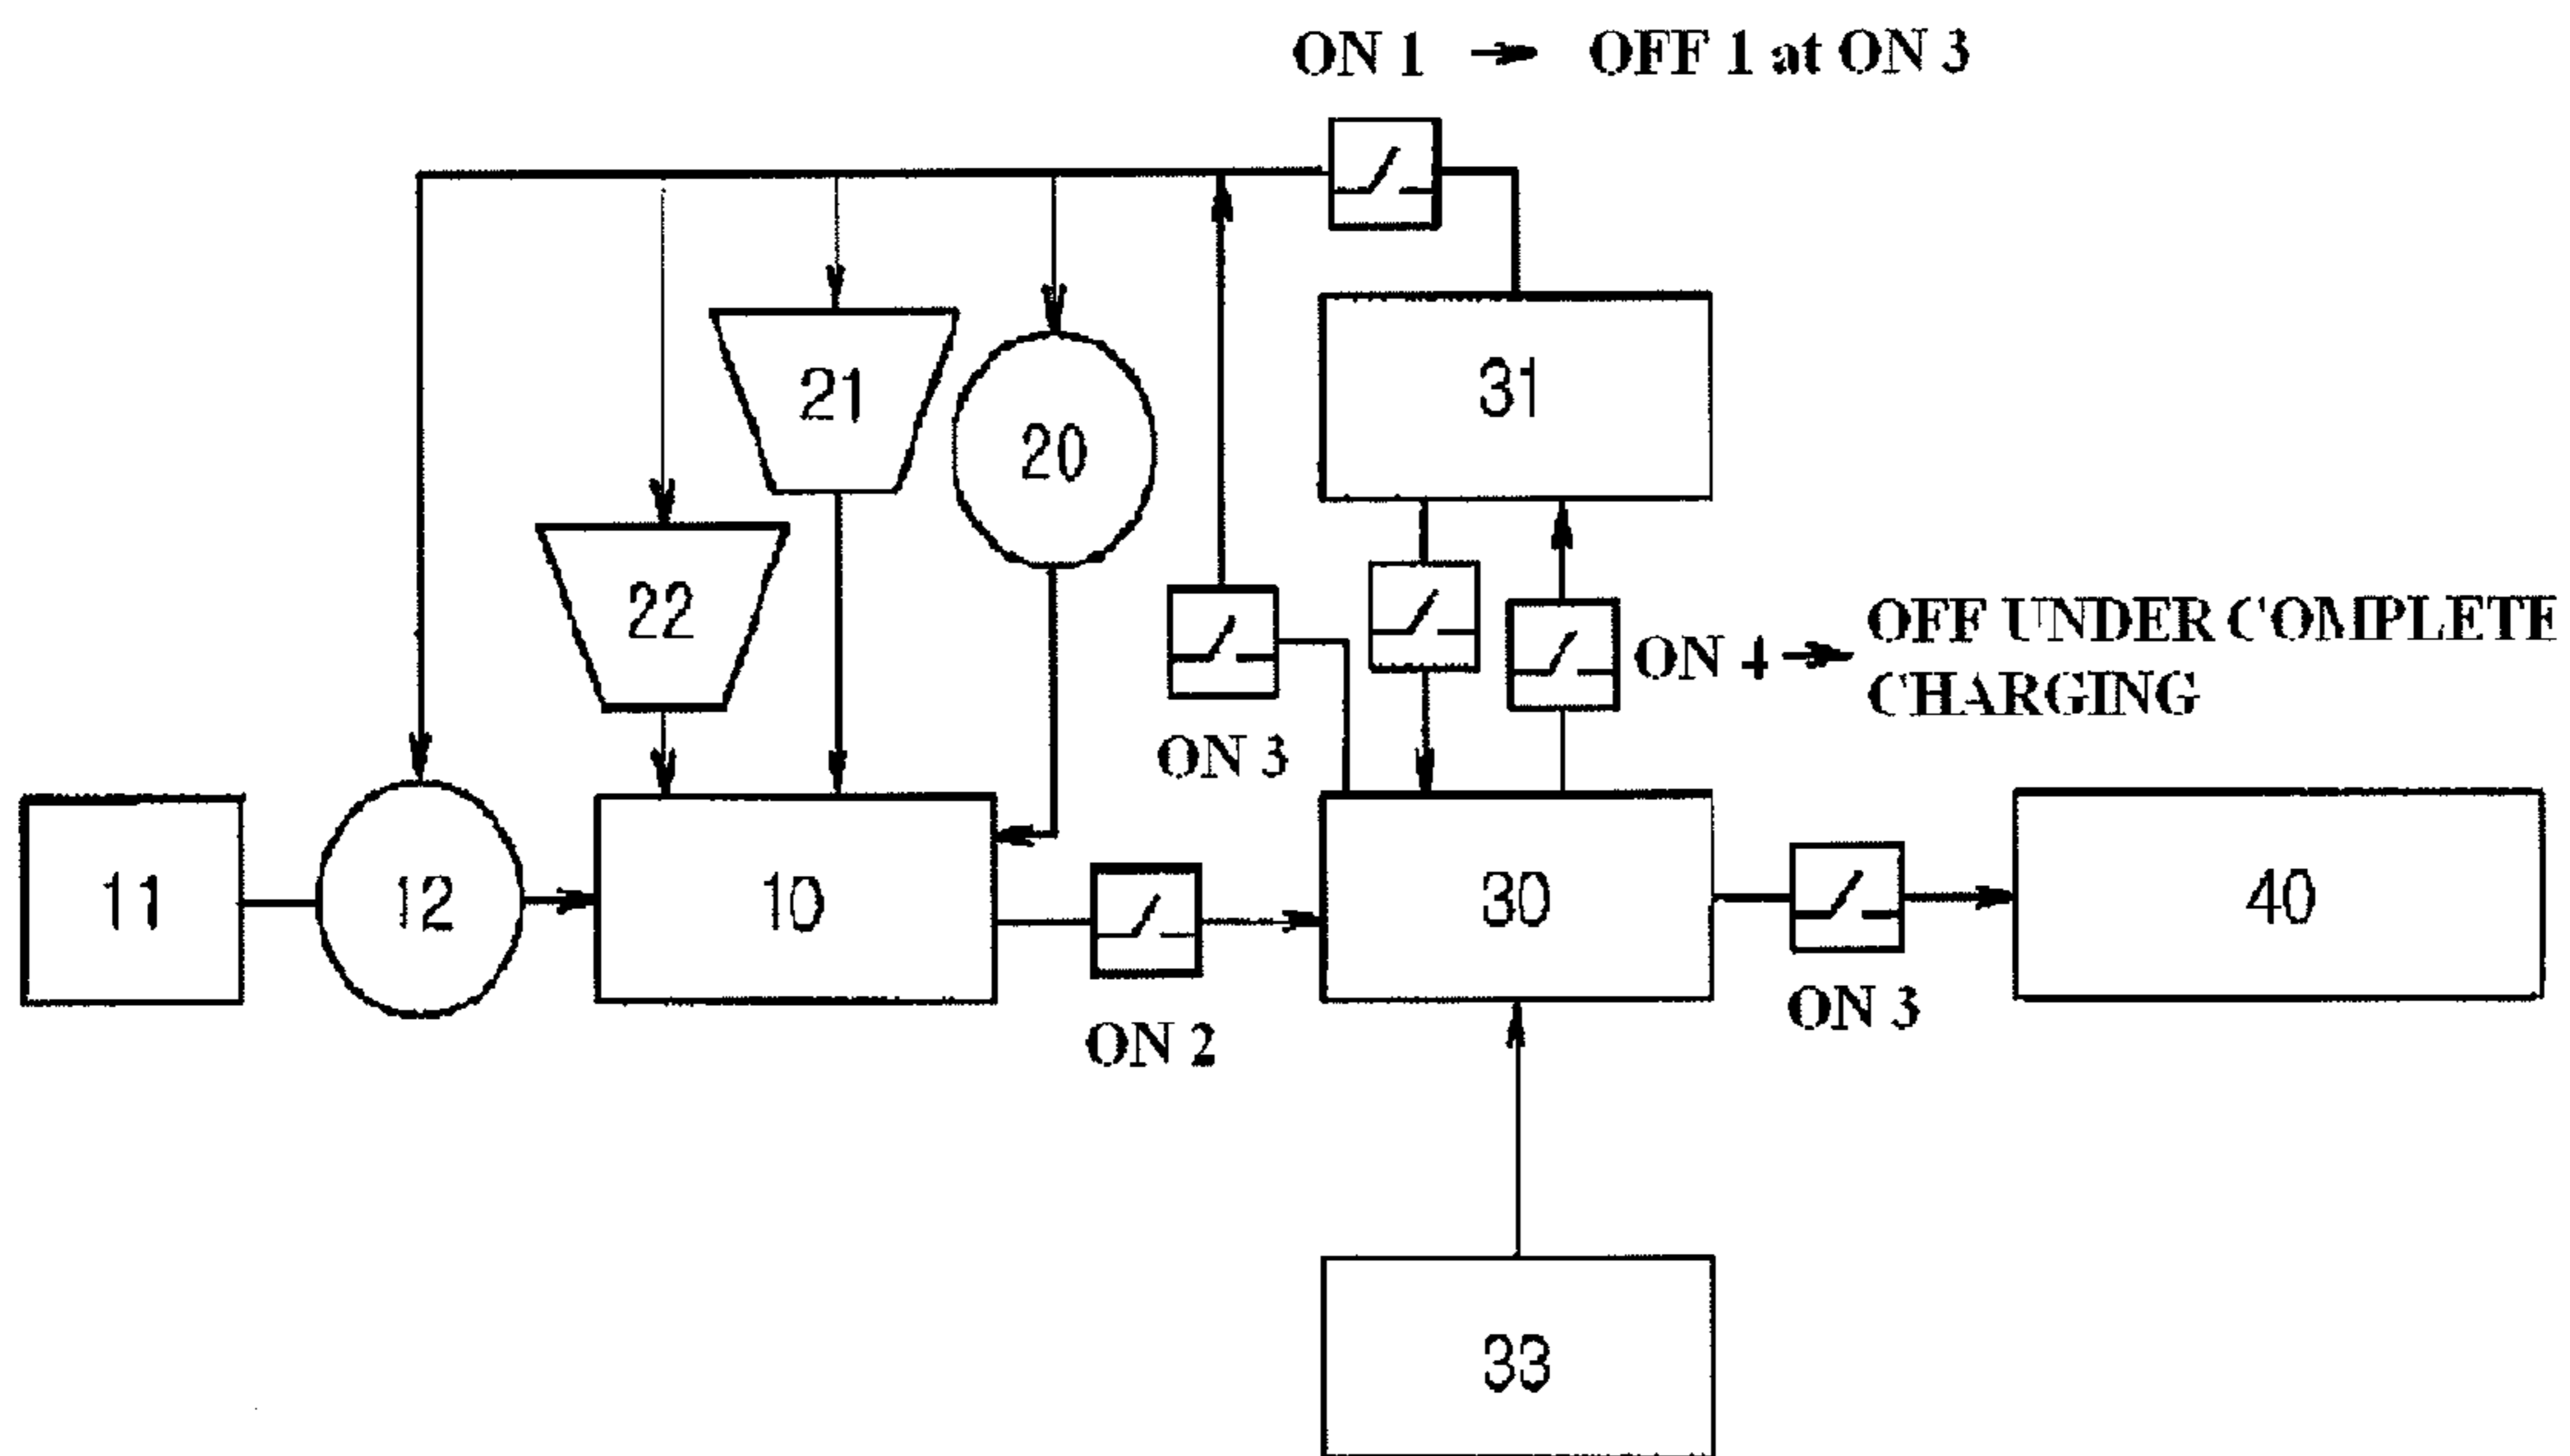 ON 1 → OFF 1 at ON 3
21
20
31
22
ON 3
ON 4 → OFF UNDER COMPLETE
CHARGING
11
12
10
30
40
ON 2
ON 3
33